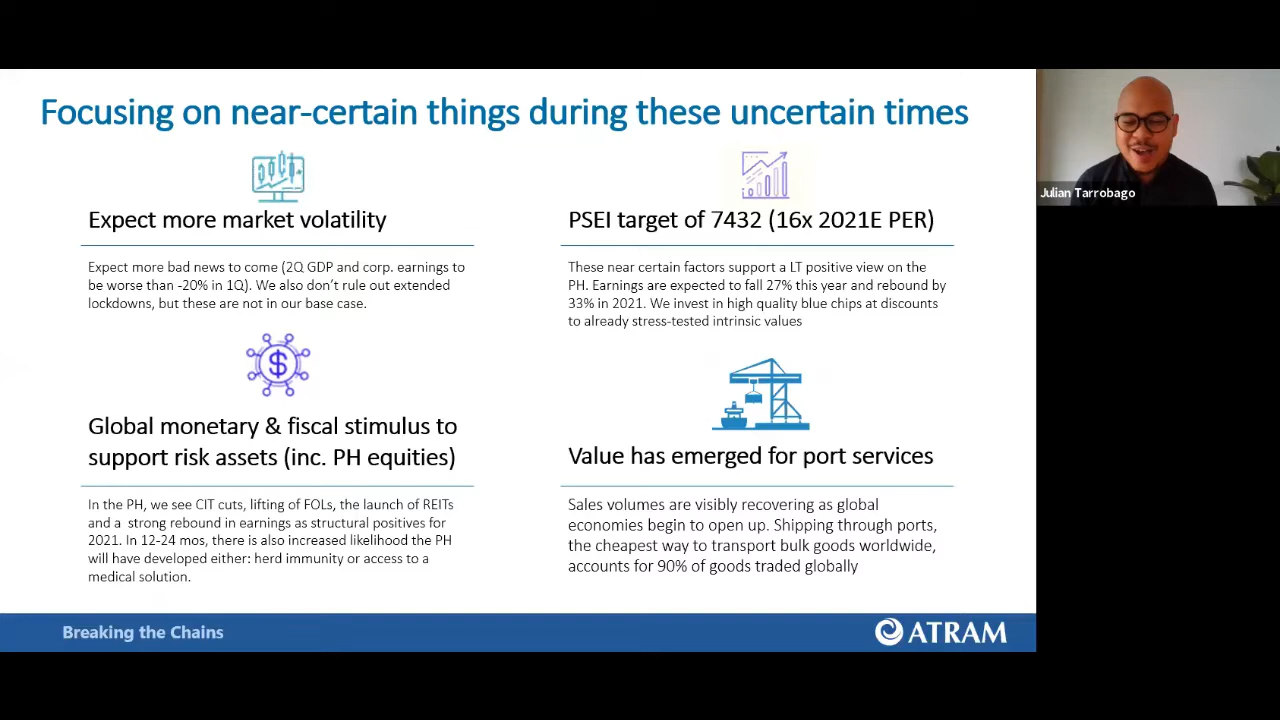 Focusing on near-certain things during these uncertain times
Expect more market volatility
Expect more bad news to come (2Q GDP and corp. earnings to
be worse than -20% in 1Q). We also don't rule out extended
lockdowns, but these are not in our base case.
PSEI target of 7432 (16x 2021E PER)
These near certain factors support a LT positive view on the
PH. Earnings are expected to fall 27% this year and rebound by
33% in 2021. We invest in high quality blue chips at discounts
to already stress-tested intrinsic values
$
Global monetary & fiscal stimulus to
support risk assets (inc. PH equities)
In the PH, we see CIT cuts, lifting of FOLs, the launch of REITS
and a strong rebound in earnings as structural positives for
2021. In 12-24 mos, there is also increased likelihood the PH
will have developed either: herd immunity or access to a
medical solution.
Value has emerged for port services
Sales volumes are visibly recovering as global
economies begin to open up. Shipping through ports,
the cheapest way to transport bulk goods worldwide,
accounts for 90% of goods traded globally
Breaking the Chains
ATRAM
Julian Tarrobago